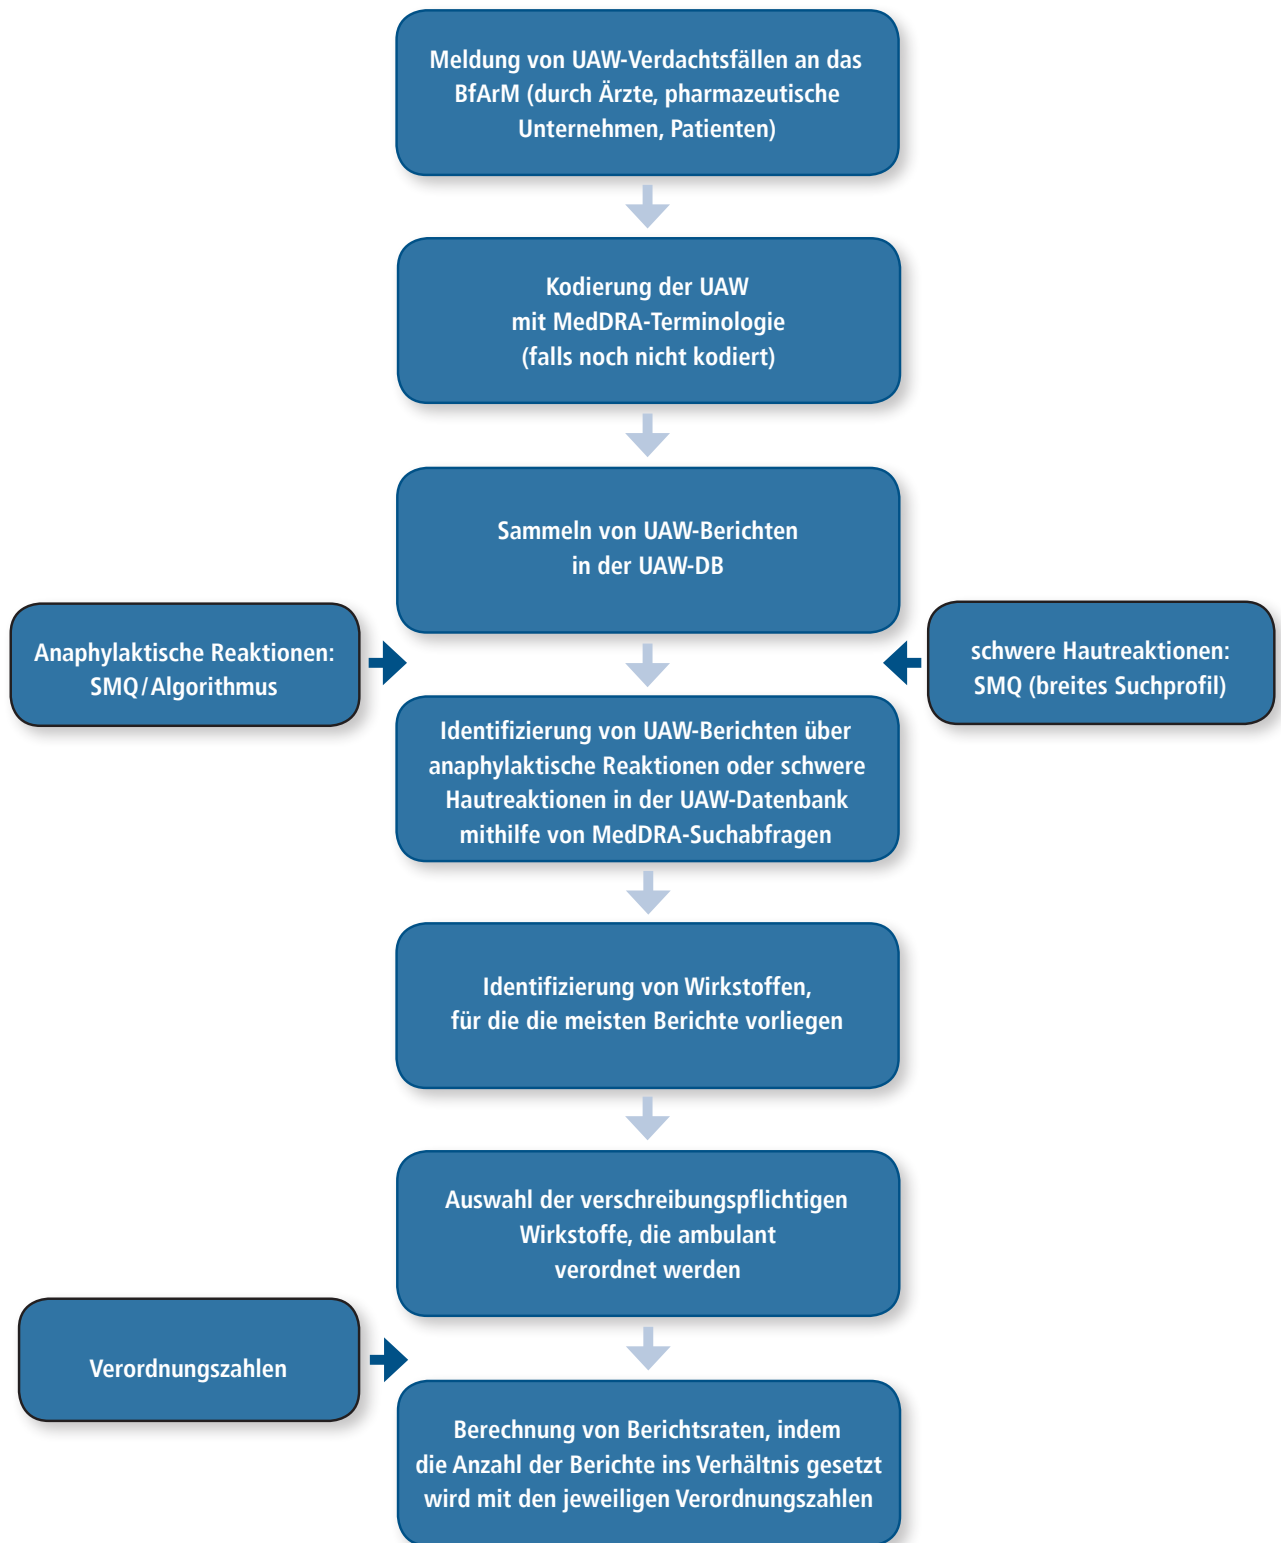 Meldung von UAW-Verdachtsfällen an das
BfArM (durch Ärzte, pharmazeutische
Unternehmen, Patienten)
Kodierung der UAW
mit MedDRA-Terminologie
(falls noch nicht kodiert)
Sammeln von UAW-Berichten
in der UAW-DB
Anaphylaktische Reaktionen:
SMQ/Algorithmus
schwere Hautreaktionen:
SMQ (breites Suchprofil)
Identifizierung von UAW-Berichten über
anaphylaktische Reaktionen oder schwere
Hautreaktionen in der UAW-Datenbank
mithilfe von MedDRA-Suchabfragen
Identifizierung von Wirkstoffen,
für die die meisten Berichte vorliegen
Auswahl der verschreibungspflichtigen
Wirkstoffe, die ambulant
verordnet werden
Verordnungszahlen
Berechnung von Berichtsraten, indem
die Anzahl der Berichte ins Verhältnis gesetzt
wird mit den jeweiligen Verordnungszahlen